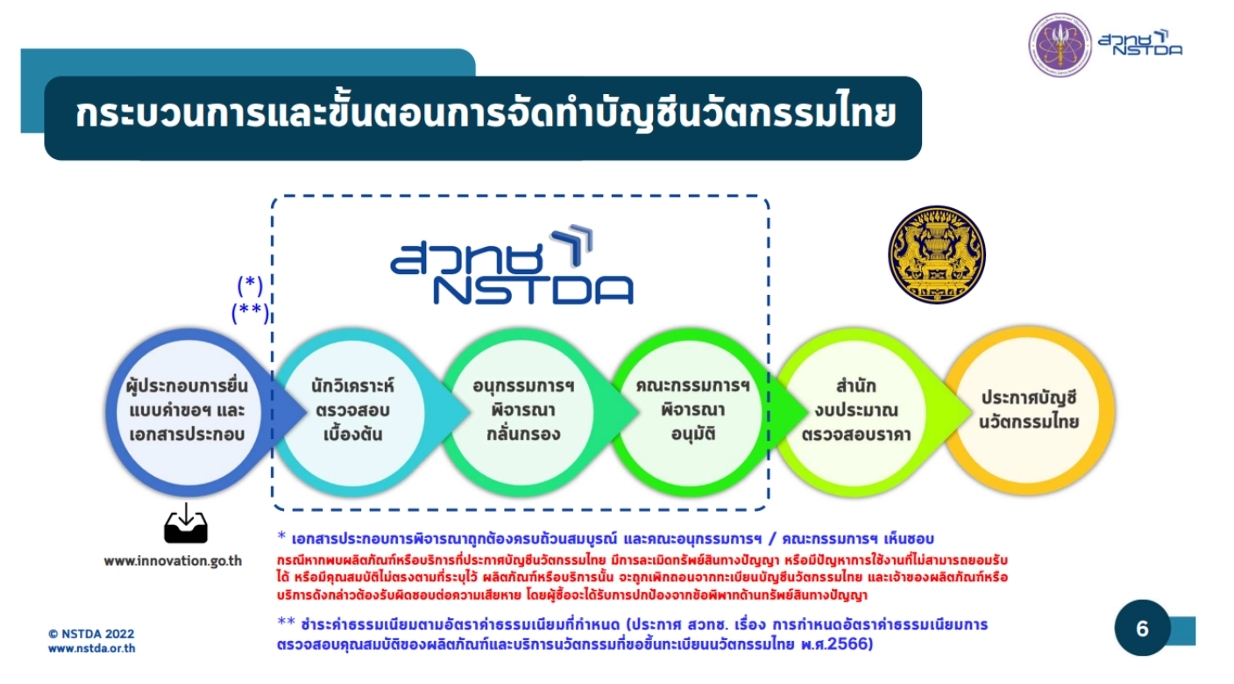 สวทช
NSTDA
กระบวนการและขั้นตอนการจัดทำบัญชีนวัตกรรมไทย
สวทช
NSTDA
(*)
(**)
ผู้ประกอบการยื่น
แบบคำขอฯ และ
เอกสารประกอบ
นักวิเคราะห์
ตรวจสอบ
เบื้องต้น
อนุกรรมการฯ
พิจารณา
กลั่นกรอง
คณะกรรมการฯ
พิจารณา
อนุมัติ
สำนัก
งบประมาณ
ตรวจสอบราคา
ประกาศบัญชี
นวัตกรรมไทย
www.innovation.go.th
* เอกสารประกอบการพิจารณาถูกต้องครบถ้วนสมบูรณ์ และคณะอนุกรรมการฯ / คณะกรรมการฯ เห็นชอบ
กรณีหากพบผลิตภัณฑ์หรือบริการที่ประกาศบัญชีนวัตกรรมไทย มีการละเมิดทรัพย์สินทางปัญญา หรือมีปัญหาการใช้งานที่ไม่สามารถยอมรับ
ได้ หรือมีคุณสมบัติไม่ตรงตามที่ระบุไว้ ผลิตภัณฑ์หรือบริการนั้น จะถูกเพิกถอนจากทะเบียนบัญชีนวัตกรรมไทย และเจ้าของผลิตภัณฑ์หรือ
บริการดังกล่าวต้องรับผิดชอบต่อความเสียหาย โดยผู้ซื้อจะได้รับการปกป้องจากข้อพิพาทด้านทรัพย์สินทางปัญญา
** ชำระค่าธรรมเนียมตามอัตราค่าธรรมเนียมที่กำหนด (ประกาศ สวทช. เรื่อง การกำหนดอัตราค่าธรรมเนียมการ
ตรวจสอบคุณสมบัติของผลิตภัณฑ์และบริการนวัตกรรมที่ขอขึ้นทะเบียนนวัตกรรมไทย พ.ศ.2566)
© NSTDA 2022
www.nstda.or.th
6